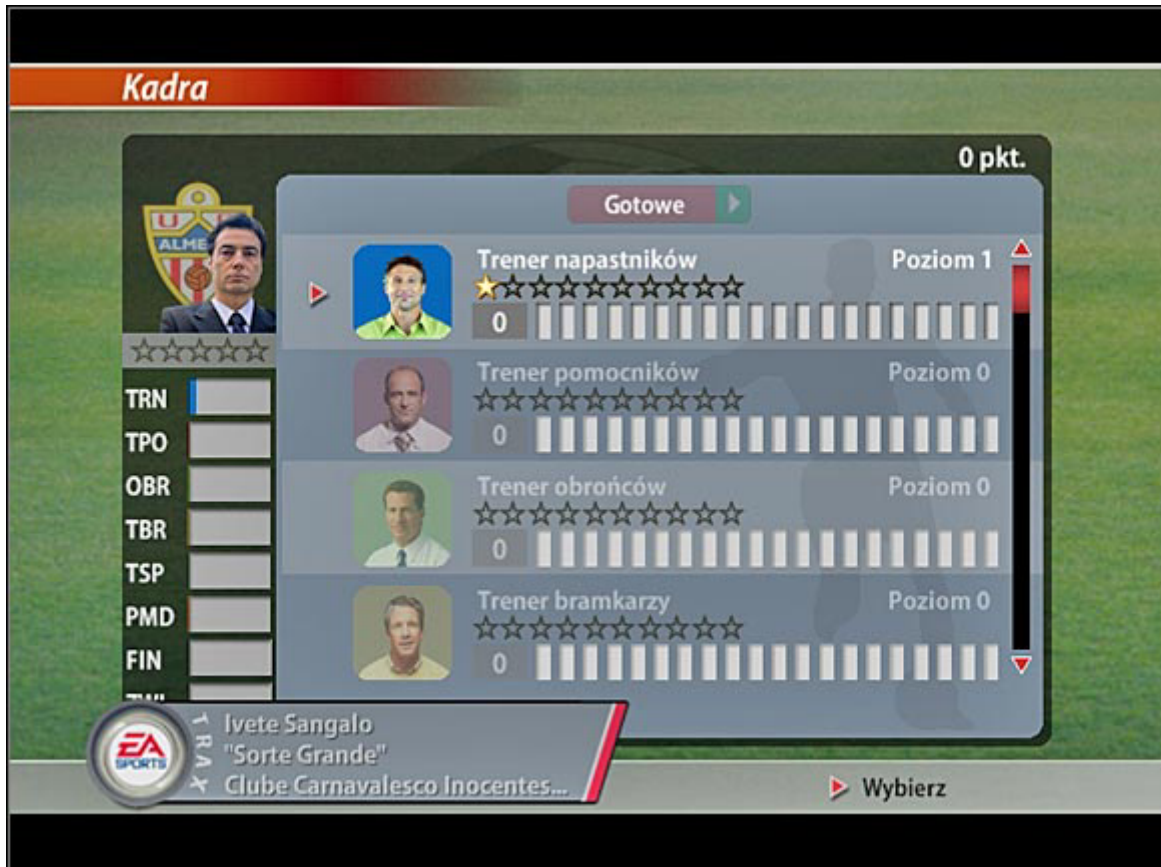 Kadra
0 pkt.
Gotowe
U
ALME
Trener napastników Poziom 1
0
Trener pomocników Poziom 0
0
Trener obrońców Poziom 0
0
Trener bramkarzy Poziom 0
0
TRN
TPO
OBR
TBR
TSP
PMD
FIN
EA
SPORTS
TRAX
Ivete Sangalo
"Sorte Grande"
Clube Carnavalesco Inocentes...
Wybierz